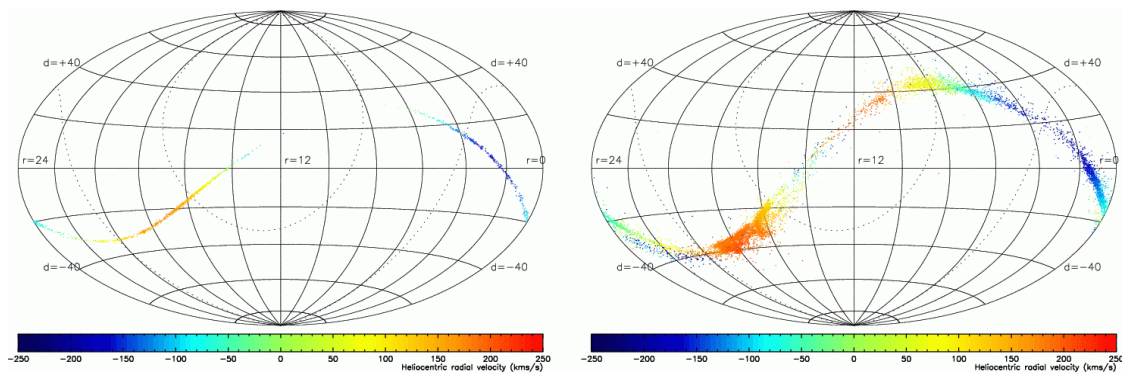 d=+40 d=+40
r=24 r=12 r=0
d=−40 d=−40
−250 −200 −150 −100 −50 0 50 100 150 200 250
Heliocentric radial velocity (kms/s)
d=+40 d=+40
r=24 r=12 r=0
d=−40 d=−40
−250 −200 −150 −100 −50 0 50 100 150 200 250
Heliocentric radial velocity (kms/s)